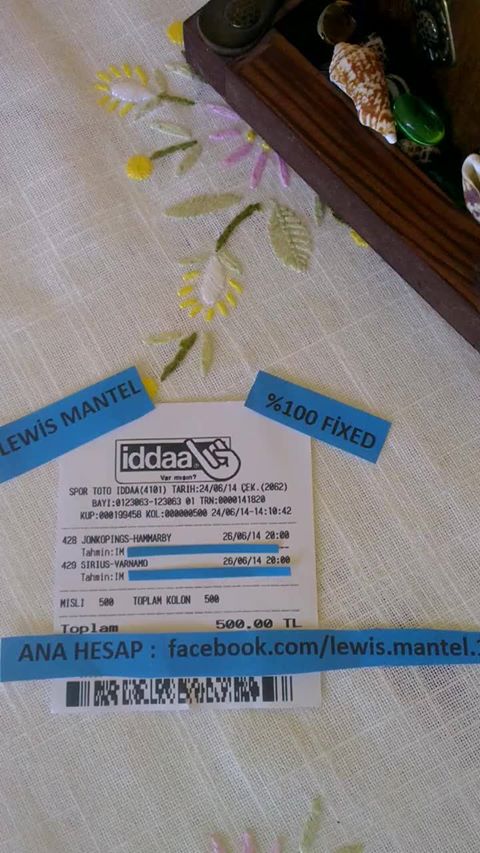 LEWİS MANTEL
%100 FİXED
iddaa
Var mısın?
SPOR TOTO IDDAA(4101) TARIH:24/06/14 ÇEK.(2062)
BAYI:0123063-123063 01 TRN:0000141820
KUP:000199458 KOL:000000500 24/06/14-14:10:42
428 JONKOPINGS-HAMMARBY 26/06/14 20:00
Tahmin:IM
429 SIRIUS-VARNAMO 26/06/14 20:00
Tahmin:IM
MISLI 500 TOPLAM KOLON 500
Toplam 500.00 TL
ANA HESAP : facebook.com/lewis.mantel.1